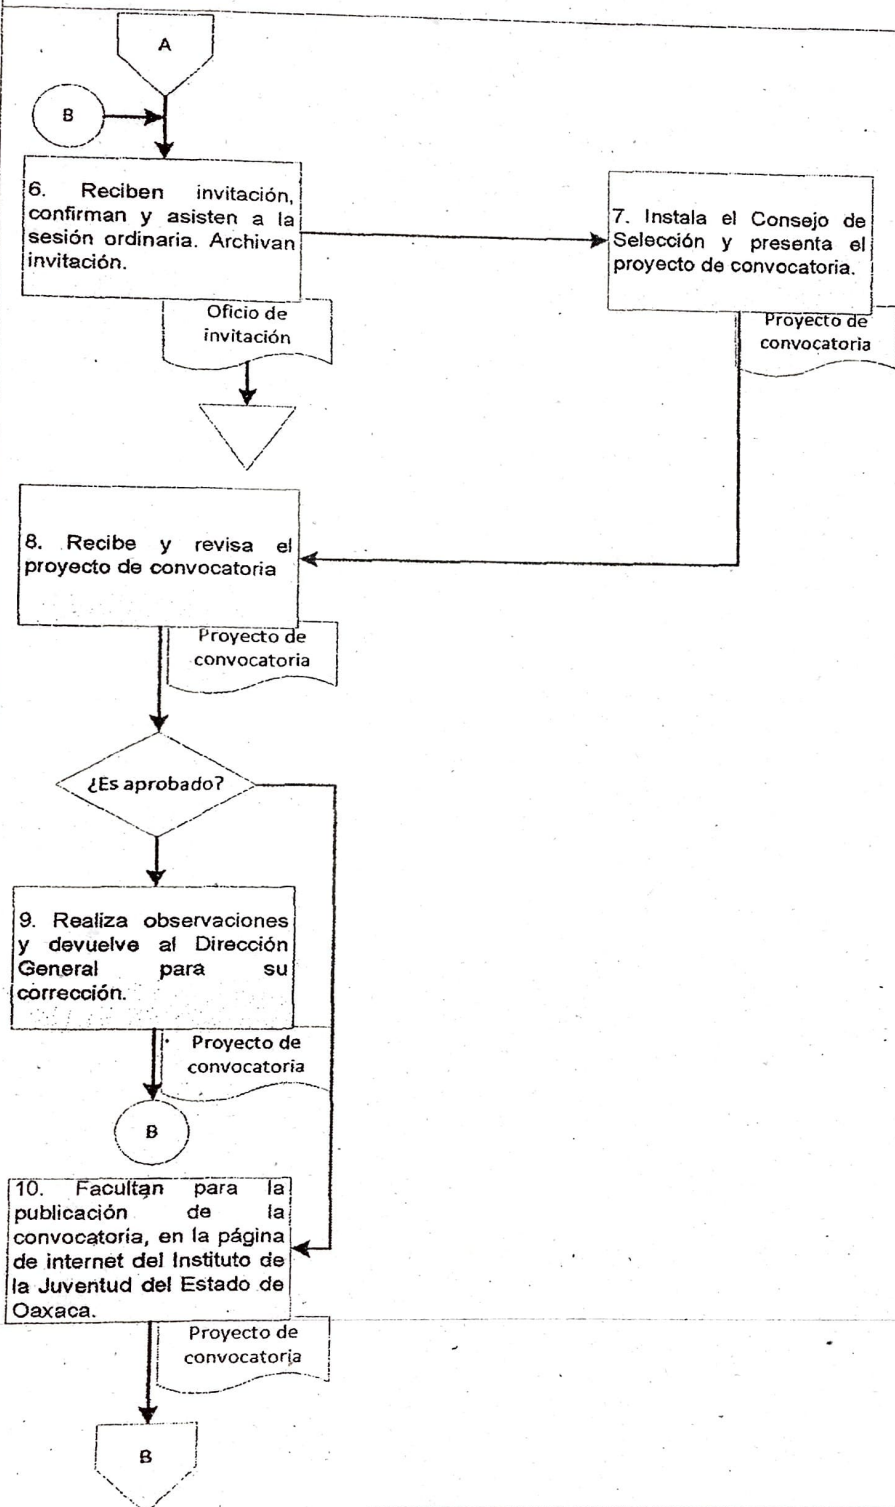 A
B
6. Reciben invitación,
confirman y asisten a la
sesión ordinaria. Archivan
invitación.
Oficio de
invitación
7. Instala el Consejo de
Selección y presenta el
proyecto de convocatoria.
Proyecto de
convocatoria
8. Recibe y revisa el
proyecto de convocatoria
Proyecto de
convocatoria
¿Es aprobado?
9. Realiza observaciones
y devuelve al Dirección
General para su
corrección.
Proyecto de
convocatoria
B
10. Facultan para la
publicación de la
convocatoria, en la página
de internet del Instituto de
la Juventud del Estado de
Oaxaca.
Proyecto de
convocatoria
B